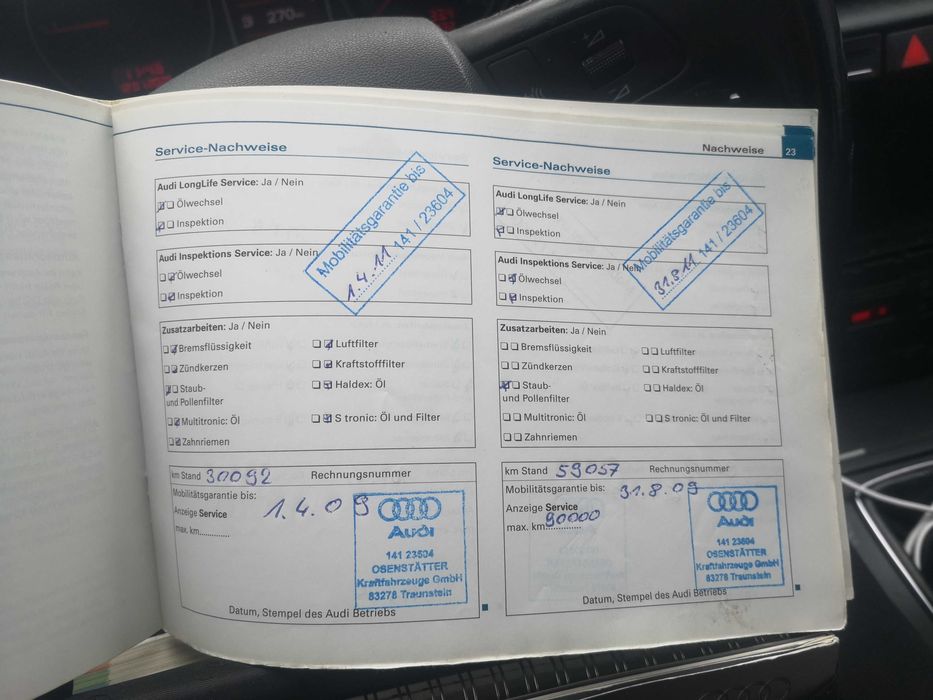 270
Nachweise 23
Service-Nachweise
Audi LongLife Service: Ja / Nein
Ölwechsel
Inspektion
Mobilitätsgarantie bis
1.4.11 141 / 23604
Audi Inspektions Service: Ja / Nein
Ölwechsel
Inspektion
Zusatzarbeiten: Ja / Nein
Bremsflüssigkeit
Luftfilter
Zündkerzen
Kraftstofffilter
Staub-
und Pollenfilter
Haldex: Öl
Multitronic: Öl
S tronic: Öl und Filter
Zahnriemen
km Stand 30092 Rechnungsnummer
Mobilitätsgarantie bis:
1.4.09
Anzeige Service
max. km
Audi
141 23604
OSENSTÄTTER
Kraftfahrzeuge GmbH
83278 Traunstein
Datum, Stempel des Audi Betriebs
Service-Nachweise
Audi LongLife Service: Ja / Nein
Ölwechsel
Inspektion
Mobilitätsgarantie bis
31.8.11 141 / 23604
Audi Inspektions Service: Ja / Nein
Ölwechsel
Inspektion
Zusatzarbeiten: Ja / Nein
Bremsflüssigkeit
Luftfilter
Zündkerzen
Kraftstofffilter
Staub-
und Pollenfilter
Haldex: Öl
Multitronic: Öl
S tronic: Öl und Filter
Zahnriemen
km Stand 59057 Rechnungsnummer
Mobilitätsgarantie bis: 31.8.09
Anzeige Service
max. km 90000
Audi
141 23604
OSENSTÄTTER
Kraftfahrzeuge GmbH
83278 Traunstein
Datum, Stempel des Audi Betriebs